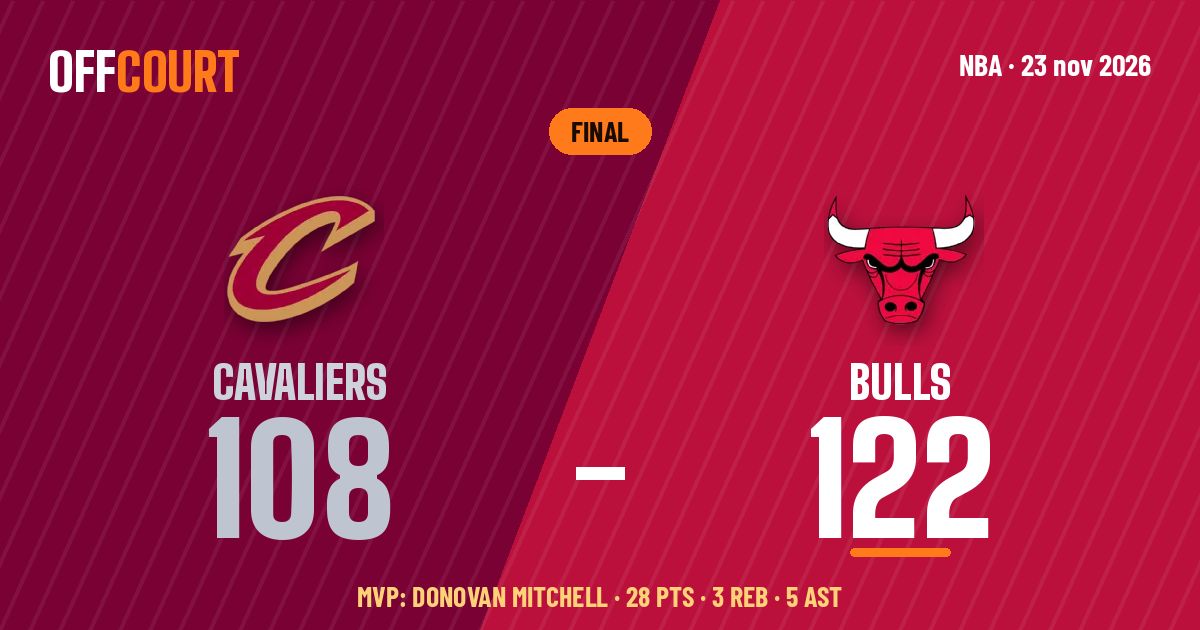 OFFCOURT
NBA · 23 nov 2026
FINAL
CAVALIERS
108
–
BULLS
122
MVP: DONOVAN MITCHELL · 28 PTS · 3 REB · 5 AST